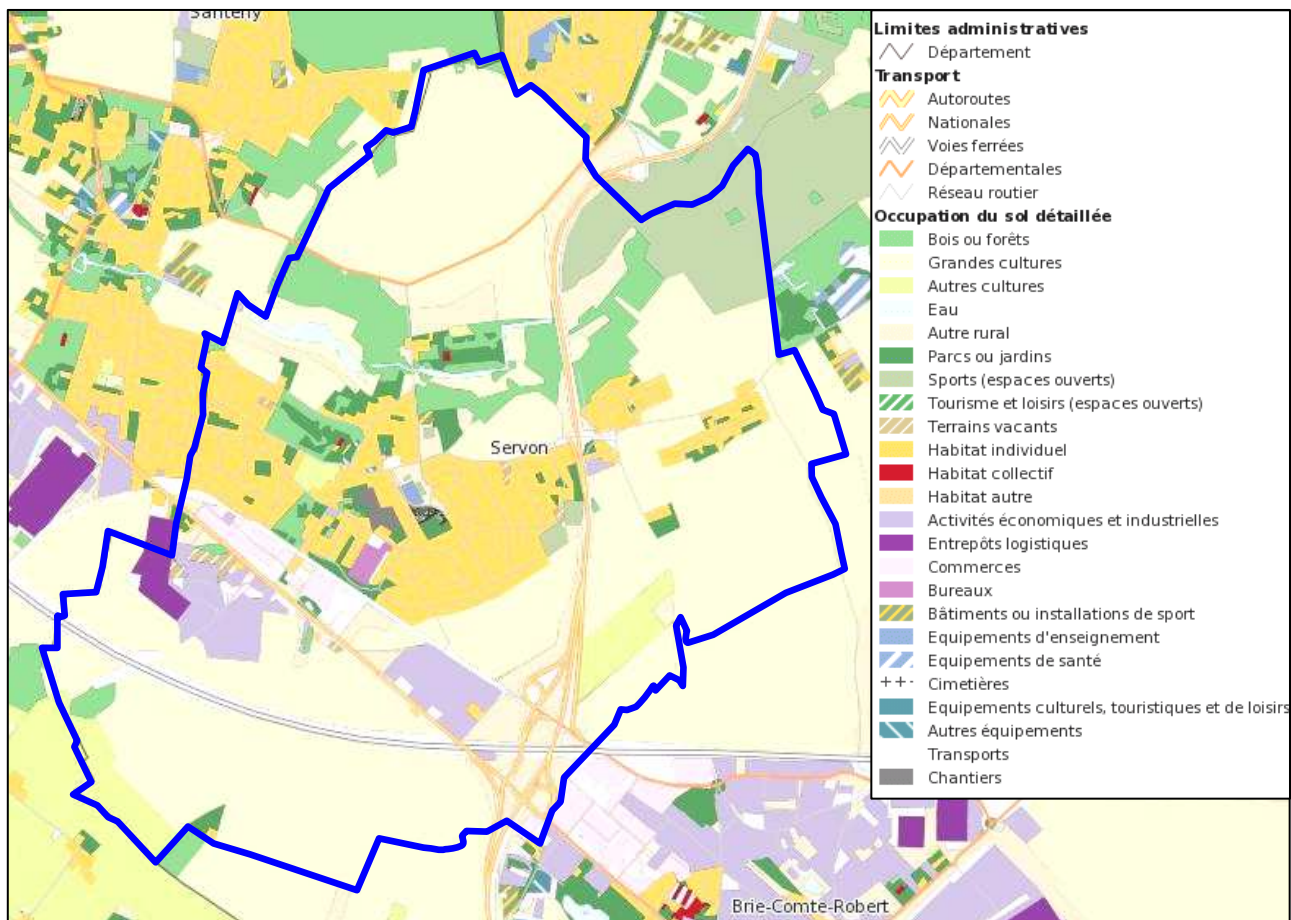 Santeny
Servon
Brie-Comte-Robert
Limites administratives
Département
Transport
Autoroutes
Nationales
Voies ferrées
Départementales
Réseau routier
Occupation du sol détaillée
Bois ou forêts
Grandes cultures
Autres cultures
Eau
Autre rural
Parcs ou jardins
Sports (espaces ouverts)
Tourisme et loisirs (espaces ouverts)
Terrains vacants
Habitat individuel
Habitat collectif
Habitat autre
Activités économiques et industrielles
Entrepôts logistiques
Commerces
Bureaux
Bâtiments ou installations de sport
Equipements d'enseignement
Equipements de santé
Cimetières
Equipements culturels, touristiques et de loisirs
Autres équipements
Transports
Chantiers